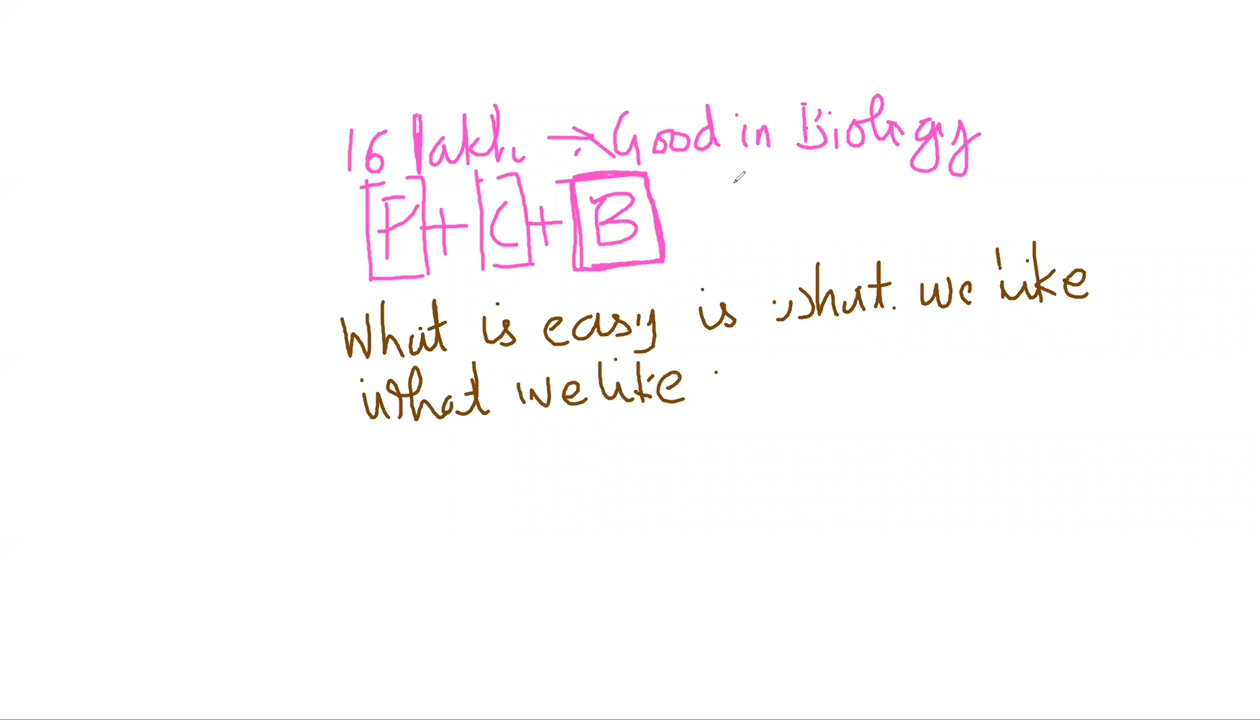 16 lakh → Good in Biology
P + C + B
What is easy is what we like
what we like